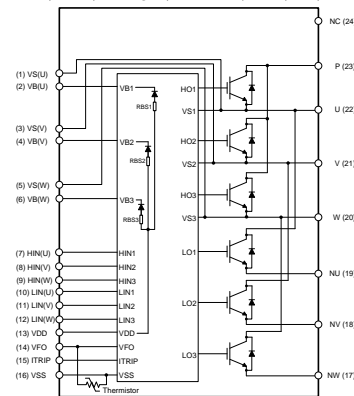 NC (24)
P (23)
(1) VS(U)
(2) VB(U)
VB1
HO1
RBS1
VS1
U (22)
(3) VS(V)
(4) VB(V)
VB2
HO2
RBS2
VS2
V (21)
(5) VS(W)
(6) VB(W)
VB3
HO3
RBS3
VS3
W (20)
(7) HIN(U)
HIN1
LO1
(8) HIN(V)
HIN2
(9) HIN(W)
HIN3
NU (19)
(10) LIN(U)
LIN1
(11) LIN(V)
LIN2
LO2
(12) LIN(W)
LIN3
(13) VDD
VDD
NV (18)
(14) VFO
VFO
(15) ITRIP
ITRIP
LO3
(16) VSS
VSS
NW (17)
Thermistor